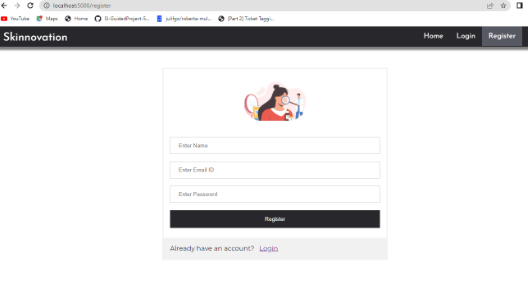 localhost:5000/register
YouTube Maps Home G-GuidedProject-S... (Part 2) Ticket Taggi...
Skinnovation
Home Login Register
Enter Name
Enter Email ID
Enter Password
Register
Already have an account? Login